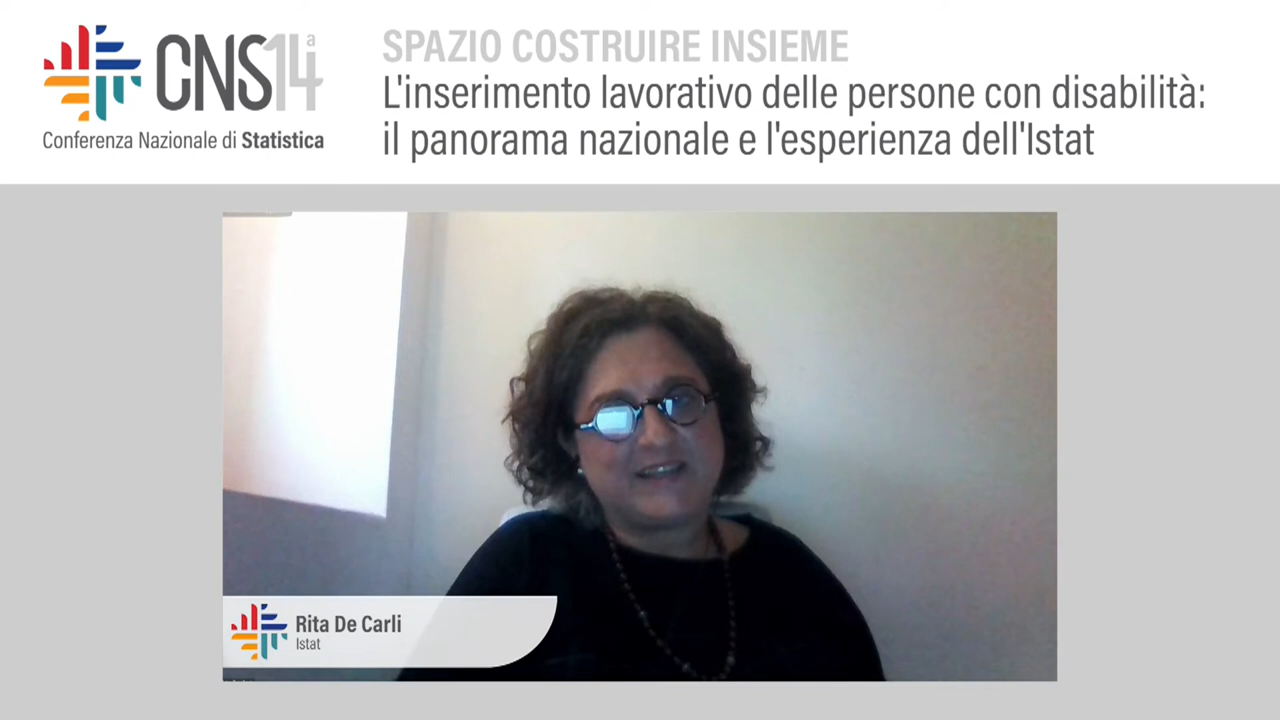 CNS14ª
Conferenza Nazionale di Statistica
SPAZIO COSTRUIRE INSIEME
L'inserimento lavorativo delle persone con disabilità:
il panorama nazionale e l'esperienza dell'Istat
Rita De Carli
Istat